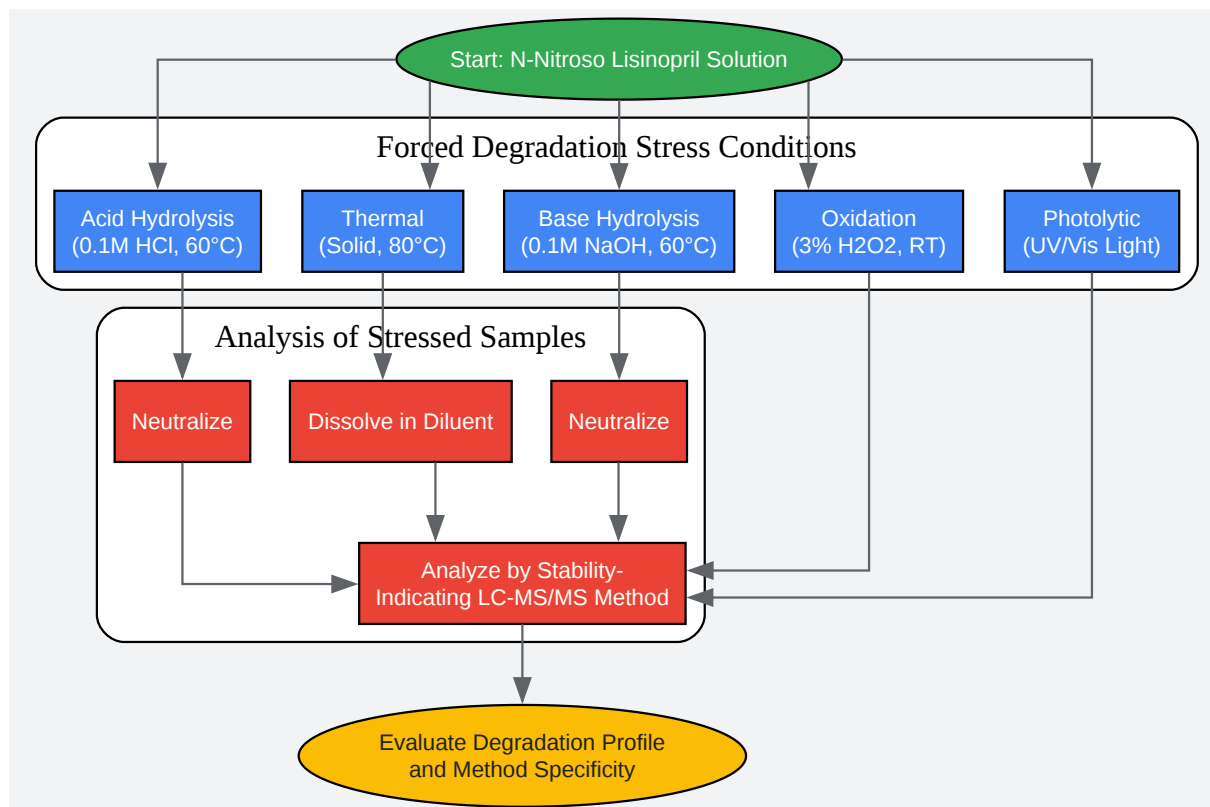 Start: N-Nitroso Lisinopril Solution
Forced Degradation Stress Conditions
Acid Hydrolysis
(0.1M HCl, 60°C)
Thermal
(Solid, 80°C)
Base Hydrolysis
(0.1M NaOH, 60°C)
Oxidation
(3% H2O2, RT)
Photolytic
(UV/Vis Light)
Analysis of Stressed Samples
Neutralize
Dissolve in Diluent
Neutralize
Analyze by Stability-
Indicating LC-MS/MS Method
Evaluate Degradation Profile
and Method Specificity